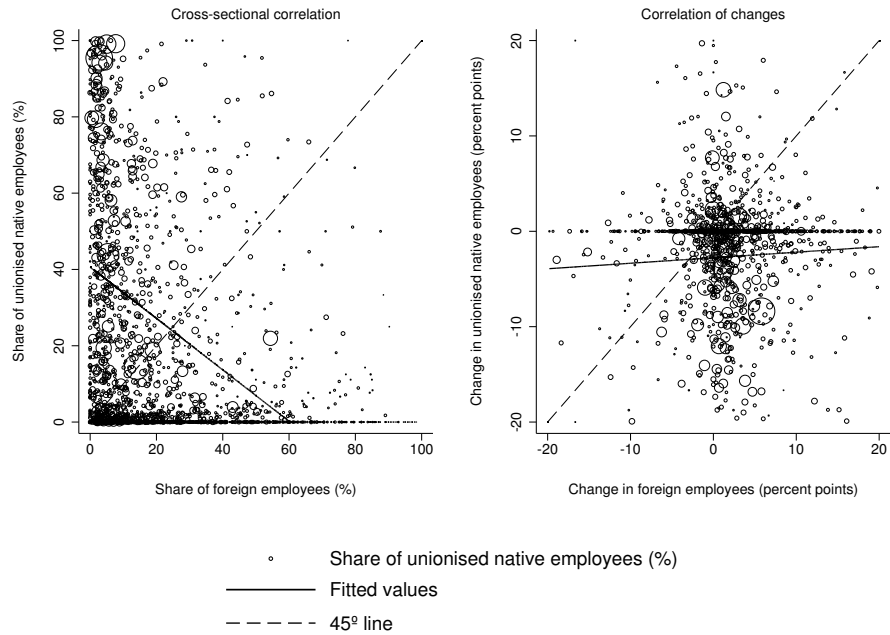 Cross-sectional correlation
Share of unionised native employees (%)
100
80
60
40
20
0
0 20 40 60 80 100
Share of foreign employees (%)
Correlation of changes
Change in unionised native employees (percent points)
20
10
0
-10
-20
-20 -10 0 10 20
Change in foreign employees (percent points)
Share of unionised native employees (%)
Fitted values
45º line